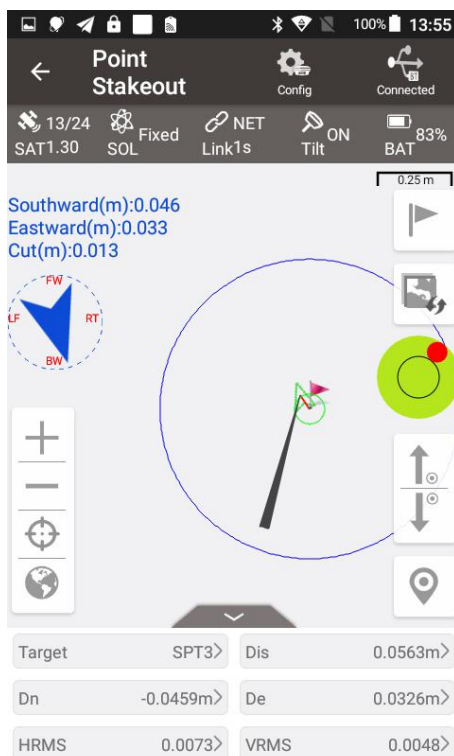 100% 13:55
Point
Stakeout
Config
Connected
13/24
SAT1.30
Fixed
SOL
NET
Link1s
ON
Tilt
83%
BAT
0.25 m
Southward(m):0.046
Eastward(m):0.033
Cut(m):0.013
FW
LF RT
BW
Target SPT3 Dis 0.0563m
Dn -0.0459m De 0.0326m
HRMS 0.0073 VRMS 0.0048